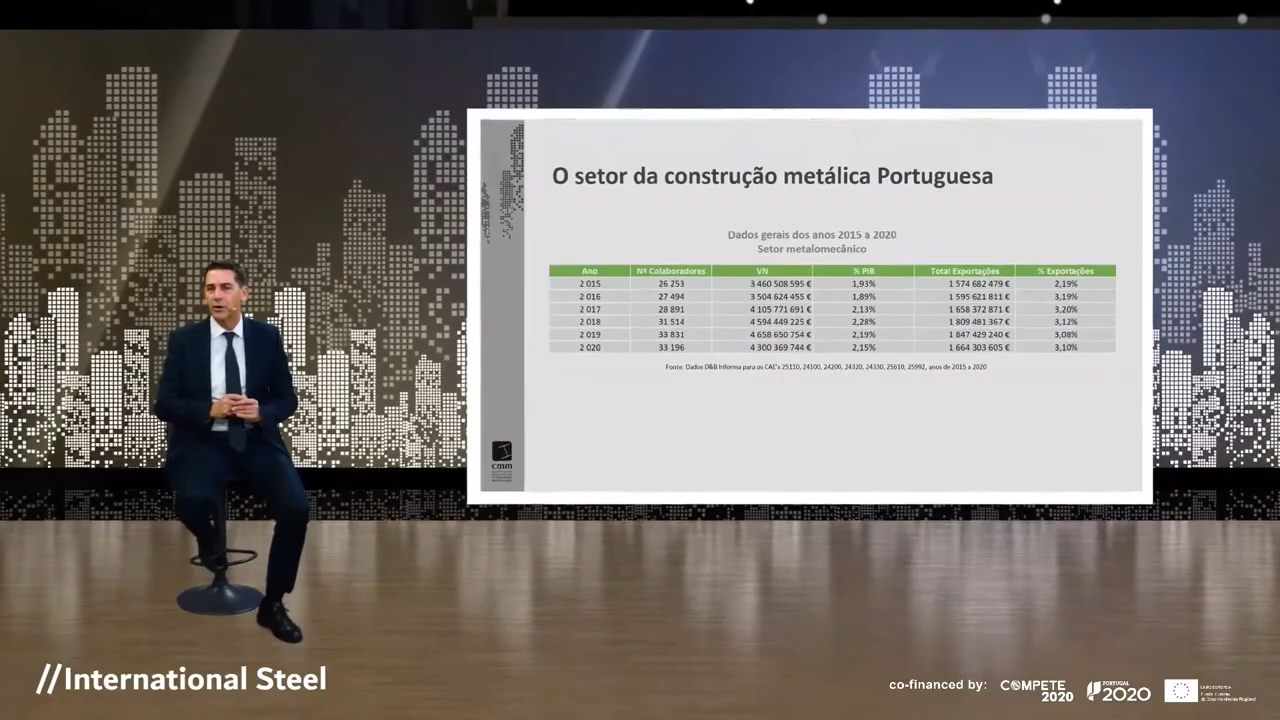 O setor da construção metálica Portuguesa
Dados gerais dos anos 2015 a 2020
Setor metalomecânico
Ano Nº Colaboradores VN % PIB Total Exportações % Exportações
2 015 26 253 3 460 508 595 € 1,93% 1 574 682 479 € 2,19%
2 016 27 494 3 504 624 455 € 1,89% 1 595 621 811 € 3,19%
2 017 28 891 4 105 771 691 € 2,13% 1 658 372 871 € 3,20%
2 018 31 514 4 594 449 225 € 2,28% 1 809 481 367 € 3,12%
2 019 33 831 4 658 650 754 € 2,19% 1 847 429 240 € 3,08%
2 020 33 196 4 300 369 744 € 2,15% 1 664 303 605 € 3,10%
Fonte: Dados D&B Informa para os CAE's 25110, 24100, 24200, 24320, 24330, 25610, 25992, anos de 2015 a 2020
cmm
//International Steel
co-financed by:
COMPETE
2020
PORTUGAL
2020